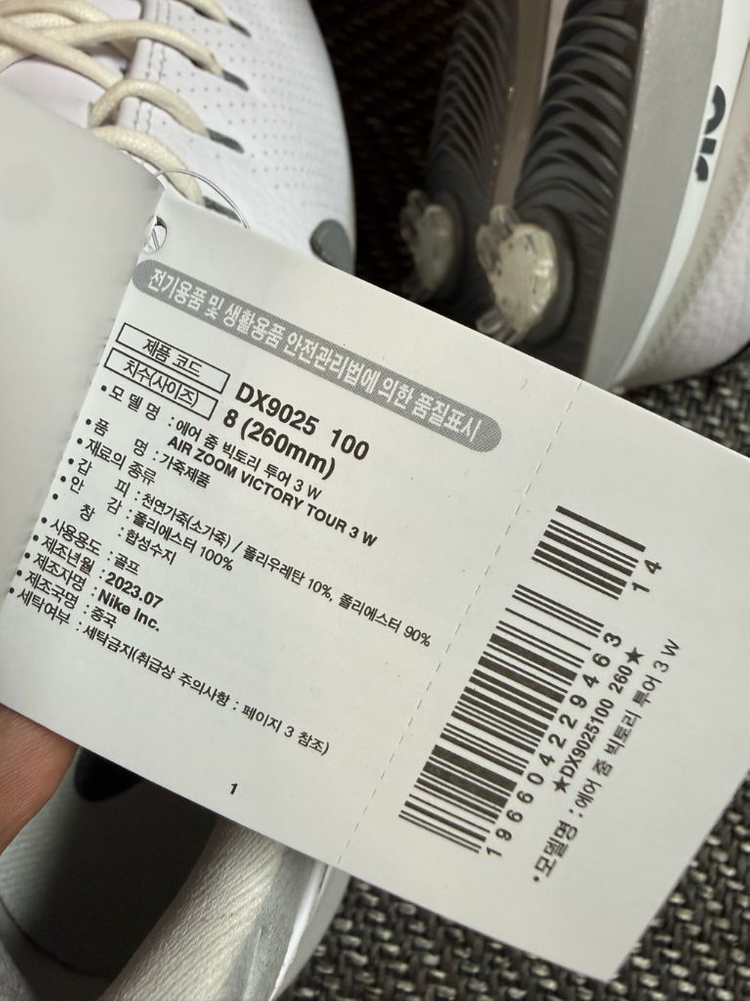 전기용품 및 생활용품 안전관리법에 의한 품질표시
제품 코드 DX9025 100
치수(사이즈) 8 (260mm)
•모 델 명 : 에어 줌 빅토리 투어 3 W
AIR ZOOM VICTORY TOUR 3 W
•품 명 : 가죽제품
•재료의 종류
•감 피 : 천연가죽(소가죽) / 폴리우레탄 10%, 폴리에스터 90%
•안 감 : 폴리에스터 100%
•창 : 합성수지
•사용용도 : 골프
•제조년월 : 2023.07
•제조자명 : Nike Inc.
•제조국명 : 중국
•세탁여부 : 세탁금지(취급상 주의사항 : 페이지 3 참조)
1
196604229463 14
★DX9025100 260★
•모델명 : 에어 줌 빅토리 투어 3 W